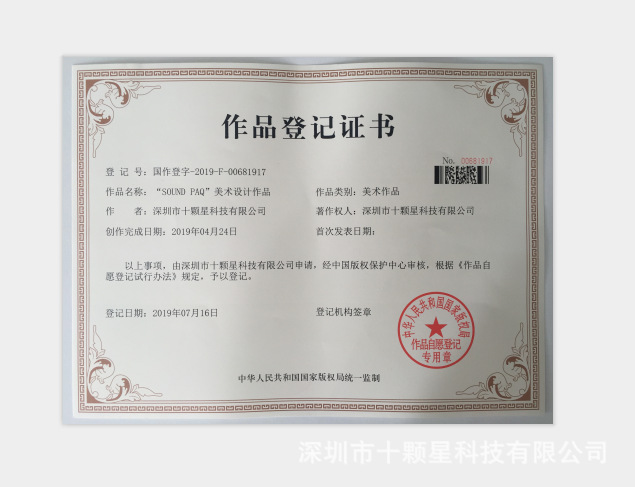 作品登记证书
No. 00681917
登 记 号：国作登字-2019-F-00681917
作品名称：“SOUND PAQ”美术设计作品
作品类别：美术作品
作 者：深圳市十颗星科技有限公司
著作权人：深圳市十颗星科技有限公司
创作完成日期：2019年04月24日
首次发表日期：
以上事项，由深圳市十颗星科技有限公司申请，经中国版权保护中心审核，根据《作品自
愿登记试行办法》规定，予以登记。
登记日期：2019年07月16日
登记机构签章
中华人民共和国国家版权局
作品自愿登记
专用章
中华人民共和国国家版权局统一监制
深圳市十颗星科技有限公司